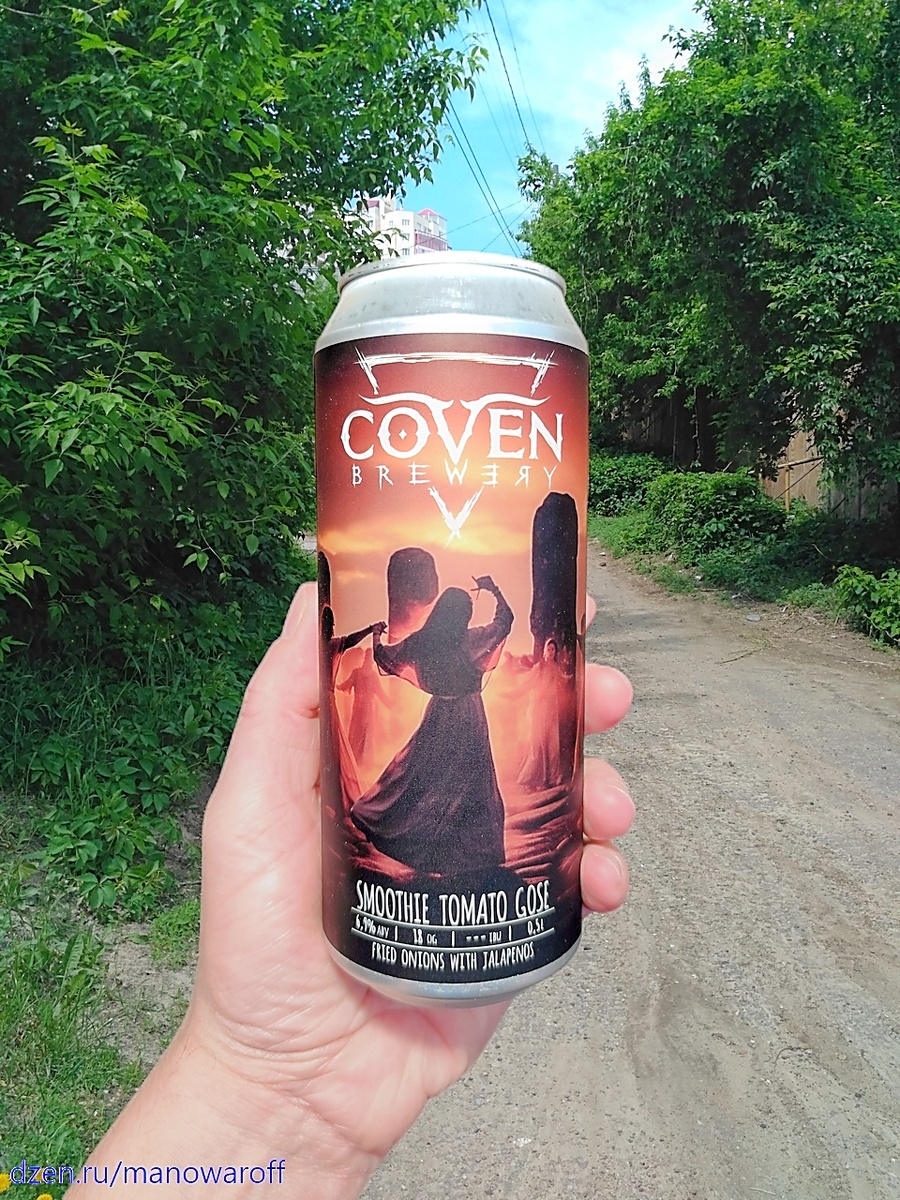 COVEN
BREWERY
SMOOTHIE TOMATO GOSE
6,9% ABV | 18 OG | --- IBU | 0,5L
FRIED ONIONS WITH JALAPENOS
dzen.ru/manowaroff